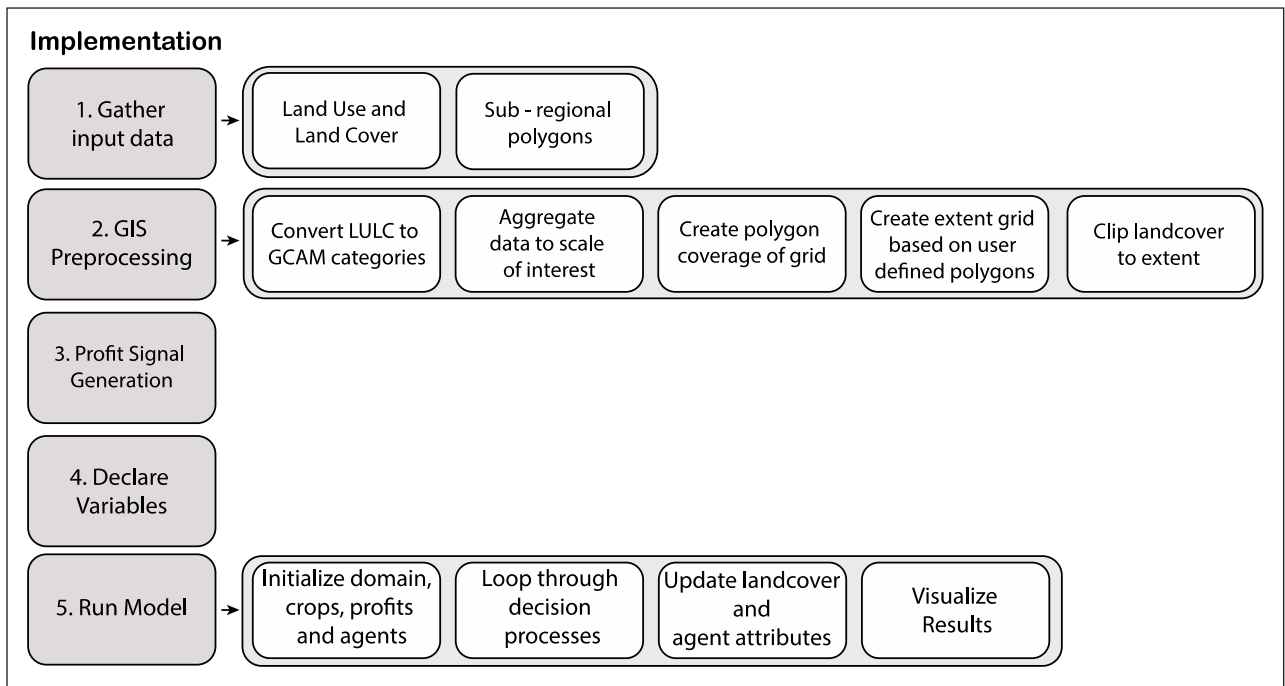 Implementation
1. Gather
input data
Land Use and
Land Cover
Sub - regional
polygons
2. GIS
Preprocessing
Convert LULC to
GCAM categories
Aggregate
data to scale
of interest
Create polygon
coverage of grid
Create extent grid
based on user
defined polygons
Clip landcover
to extent
3. Profit Signal
Generation
4. Declare
Variables
5. Run Model
Initialize domain,
crops, profits
and agents
Loop through
decision
processes
Update landcover
and
agent attributes
Visualize
Results